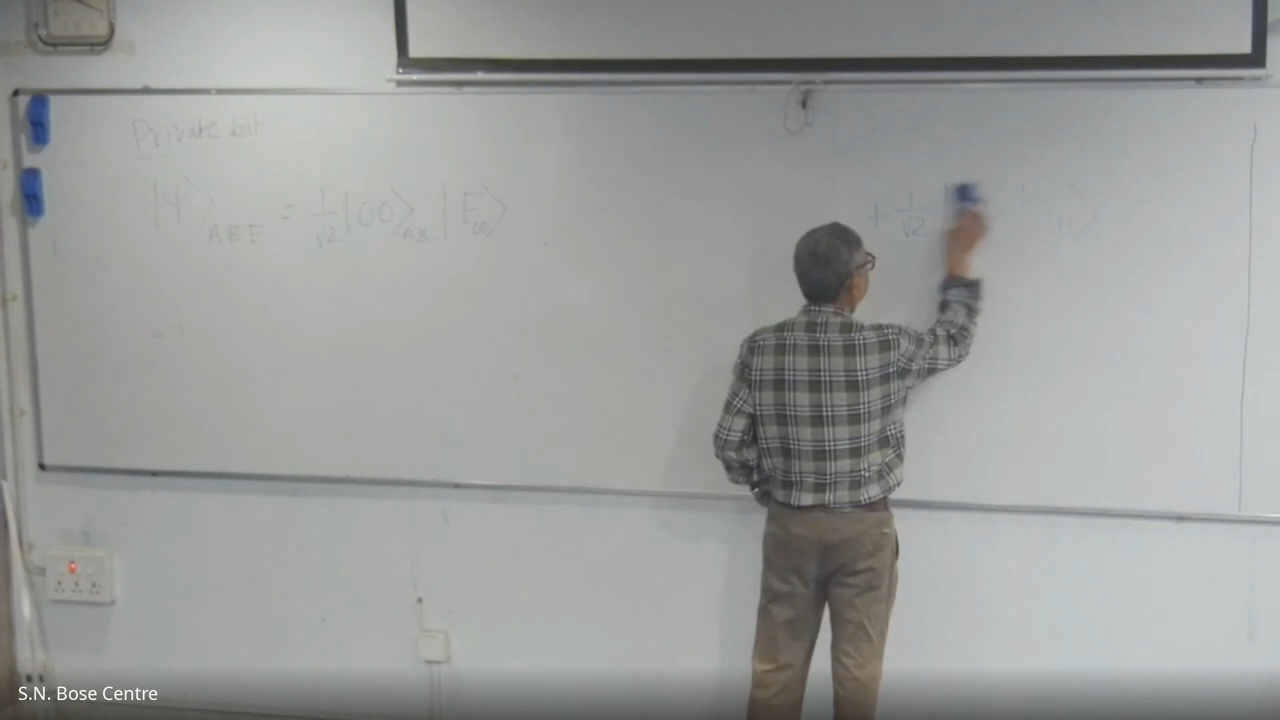 Private bit
|Ψ⟩ABE = 1/√2 |00⟩AB |E00⟩ + 1/√2 | 11⟩
S.N. Bose Centre